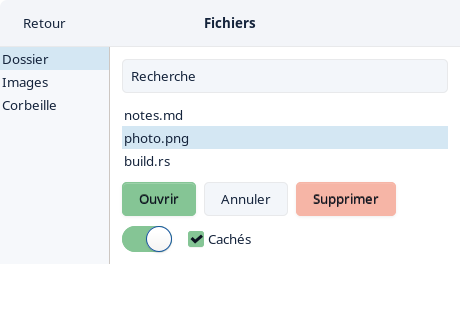 Retour
Fichiers
Dossier
Images
Corbeille
Recherche
notes.md
photo.png
build.rs
Ouvrir
Annuler
Supprimer
Cachés